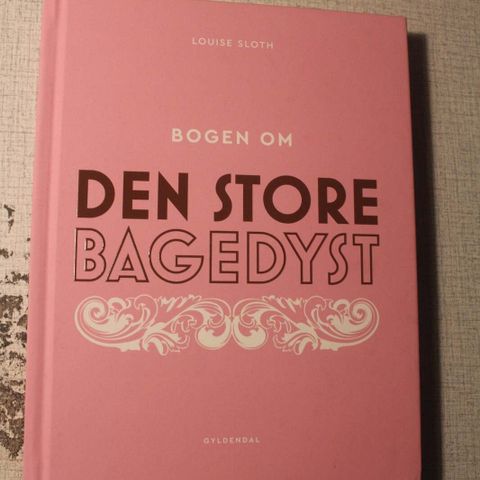 LOUISE SLOTH
BOGEN OM
DEN STORE
BAGEDYST
GYLDENDAL